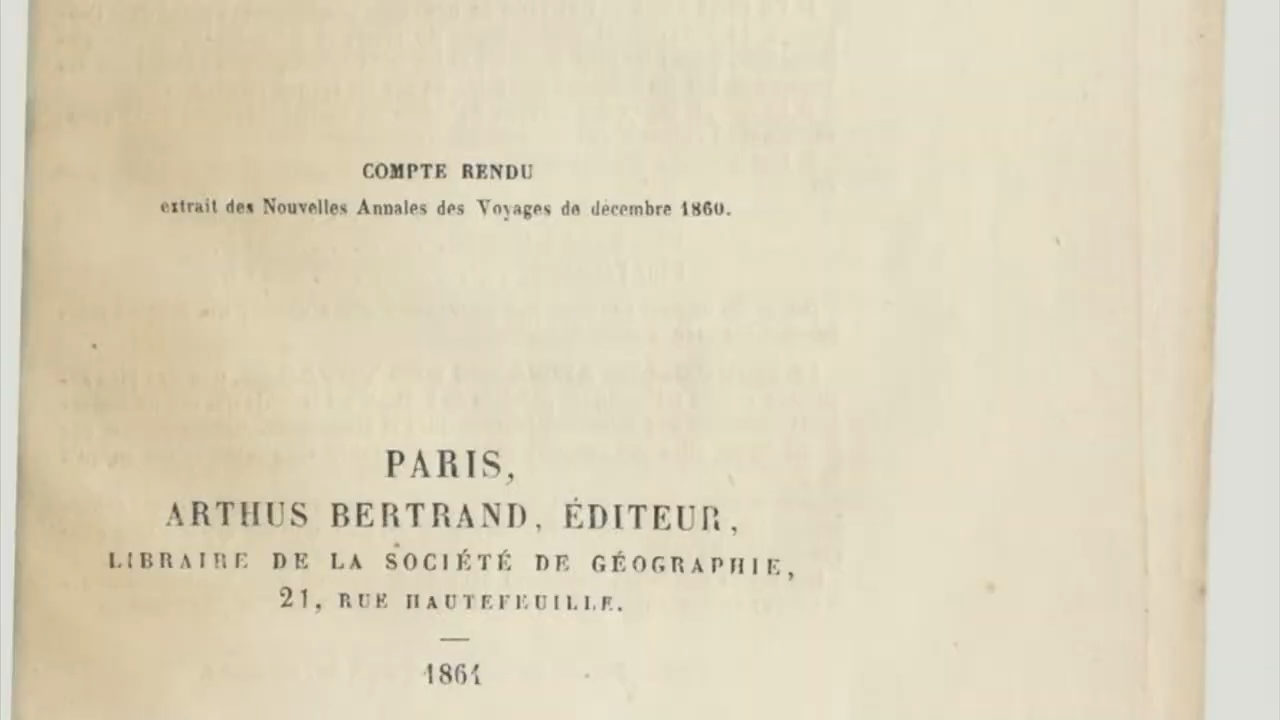 COMPTE RENDU
extrait des Nouvelles Annales des Voyages de décembre 1860.
PARIS,
ARTHUS BERTRAND, ÉDITEUR,
LIBRAIRE DE LA SOCIÉTÉ DE GÉOGRAPHIE,
21, RUE HAUTEFEUILLE.
1861